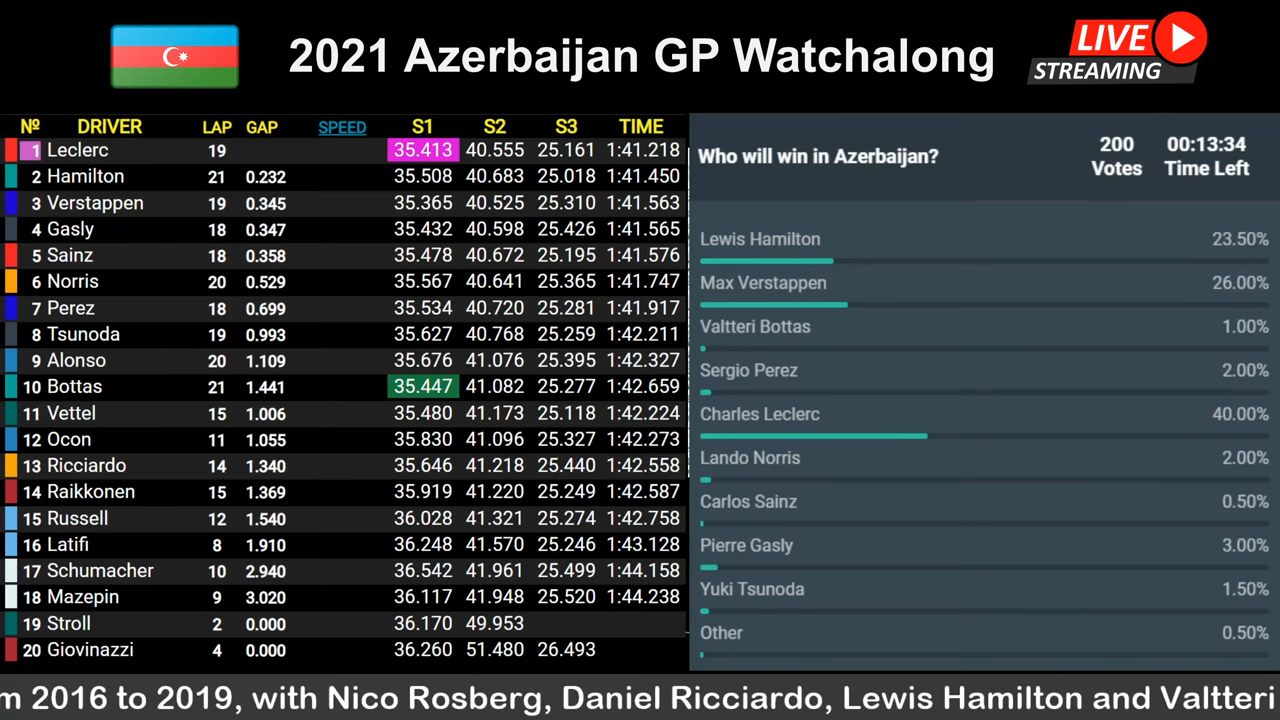 2021 Azerbaijan GP Watchalong
LIVE
STREAMING
Nº DRIVER LAP GAP SPEED S1 S2 S3 TIME
1 Leclerc 19 35.413 40.555 25.161 1:41.218
2 Hamilton 21 0.232 35.508 40.683 25.018 1:41.450
3 Verstappen 19 0.345 35.365 40.525 25.310 1:41.563
4 Gasly 18 0.347 35.432 40.598 25.426 1:41.565
5 Sainz 18 0.358 35.478 40.672 25.195 1:41.576
6 Norris 20 0.529 35.567 40.641 25.365 1:41.747
7 Perez 18 0.699 35.534 40.720 25.281 1:41.917
8 Tsunoda 19 0.993 35.627 40.768 25.259 1:42.211
9 Alonso 20 1.109 35.676 41.076 25.395 1:42.327
10 Bottas 21 1.441 35.447 41.082 25.277 1:42.659
11 Vettel 15 1.006 35.480 41.173 25.118 1:42.224
12 Ocon 11 1.055 35.830 41.096 25.327 1:42.273
13 Ricciardo 14 1.340 35.646 41.218 25.440 1:42.558
14 Raikkonen 15 1.369 35.919 41.220 25.249 1:42.587
15 Russell 12 1.540 36.028 41.321 25.274 1:42.758
16 Latifi 8 1.910 36.248 41.570 25.246 1:43.128
17 Schumacher 10 2.940 36.542 41.961 25.499 1:44.158
18 Mazepin 9 3.020 36.117 41.948 25.520 1:44.238
19 Stroll 2 0.000 36.170 49.953
20 Giovinazzi 4 0.000 36.260 51.480 26.493
Who will win in Azerbaijan?
200 Votes
00:13:34 Time Left
Lewis Hamilton 23.50%
Max Verstappen 26.00%
Valtteri Bottas 1.00%
Sergio Perez 2.00%
Charles Leclerc 40.00%
Lando Norris 2.00%
Carlos Sainz 0.50%
Pierre Gasly 3.00%
Yuki Tsunoda 1.50%
Other 0.50%
m 2016 to 2019, with Nico Rosberg, Daniel Ricciardo, Lewis Hamilton and Valtteri